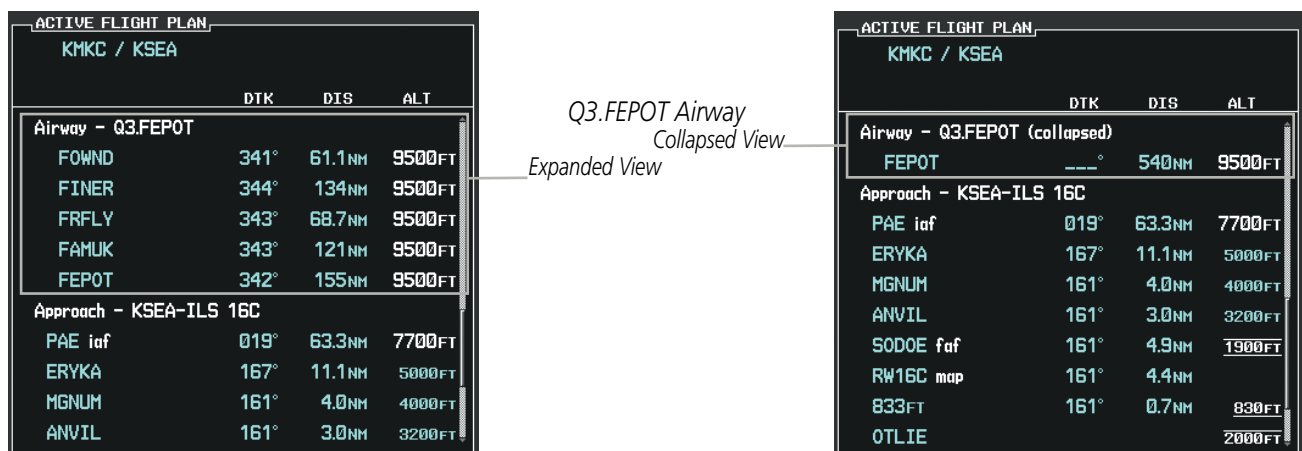 ACTIVE FLIGHT PLAN
KMKC / KSEA
DTK DIS ALT
Airway - Q3.FEPOT
FOWND 341° 61.1NM 9500FT
FINER 344° 134NM 9500FT
FRFLY 343° 68.7NM 9500FT
FAMUK 343° 121NM 9500FT
FEPOT 342° 155NM 9500FT
Approach - KSEA-ILS 16C
PAE iaf 019° 63.3NM 7700FT
ERYKA 167° 11.1NM 5000FT
MGNUM 161° 4.0NM 4000FT
ANVIL 161° 3.0NM 3200FT
Q3.FEPOT Airway
Collapsed View
Expanded View
ACTIVE FLIGHT PLAN
KMKC / KSEA
DTK DIS ALT
Airway - Q3.FEPOT (collapsed)
FEPOT ___° 540NM 9500FT
Approach - KSEA-ILS 16C
PAE iaf 019° 63.3NM 7700FT
ERYKA 167° 11.1NM 5000FT
MGNUM 161° 4.0NM 4000FT
ANVIL 161° 3.0NM 3200FT
SODOE faf 161° 4.9NM 1900FT
RW16C map 161° 4.4NM
833FT 161° 0.7NM 830FT
OTLIE 2000FT